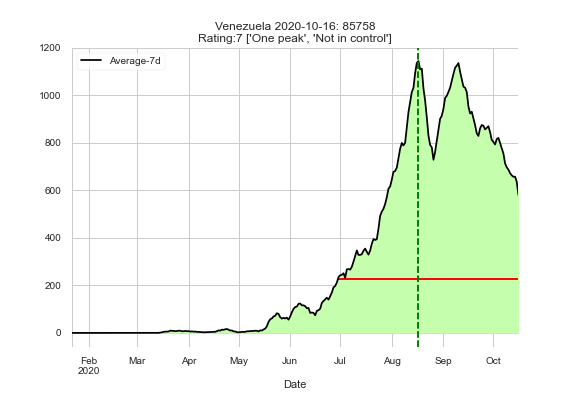 Venezuela 2020-10-16: 85758
Rating:7 ['One peak', 'Not in control']
Average-7d
1200
1000
800
600
400
200
0
Feb Mar Apr May Jun Jul Aug Sep Oct
2020
Date